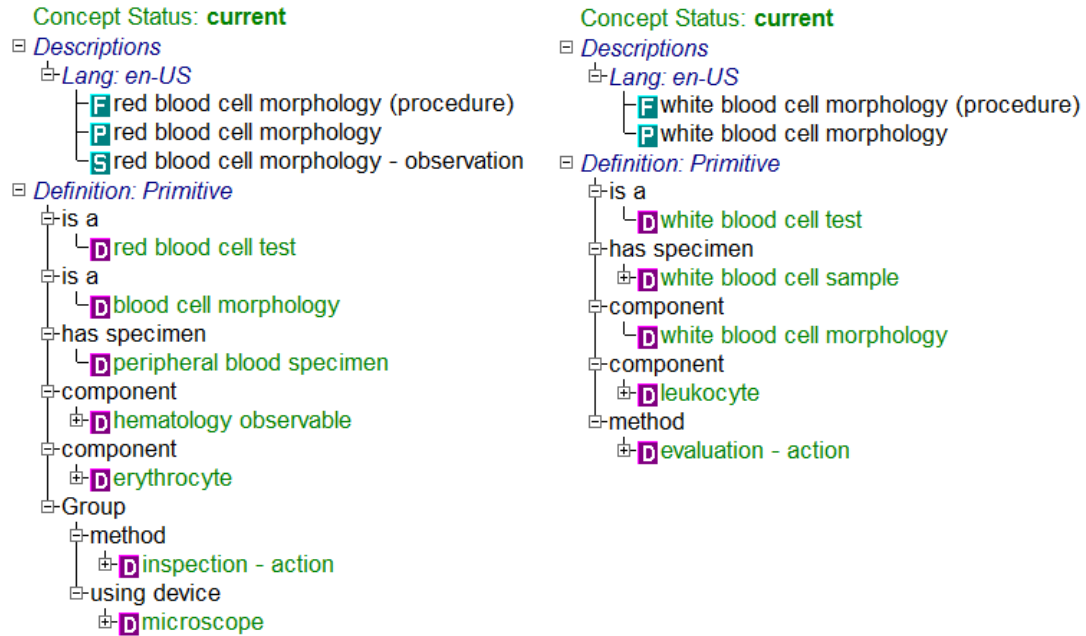 Concept Status: current
Descriptions
Lang: en-US
F red blood cell morphology (procedure)
P red blood cell morphology
S red blood cell morphology - observation
Definition: Primitive
is a
D red blood cell test
is a
D blood cell morphology
has specimen
D peripheral blood specimen
component
D hematology observable
component
D erythrocyte
Group
method
D inspection - action
using device
D microscope
Concept Status: current
Descriptions
Lang: en-US
F white blood cell morphology (procedure)
P white blood cell morphology
Definition: Primitive
is a
D white blood cell test
has specimen
D white blood cell sample
component
D white blood cell morphology
component
D leukocyte
method
D evaluation - action